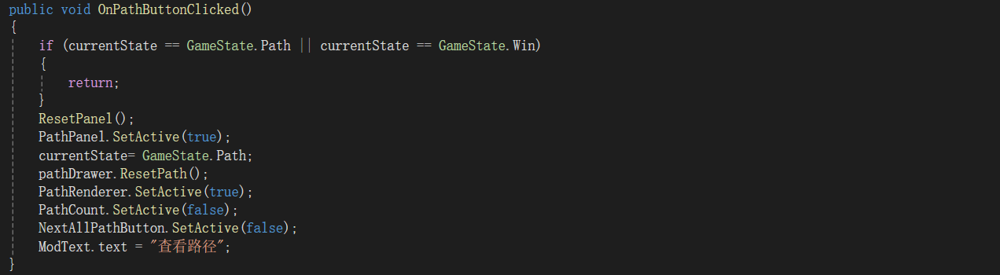 public void OnPathButtonClicked()
{
    if (currentState == GameState.Path || currentState == GameState.Win)
    {
        return;
    }
    ResetPanel();
    PathPanel.SetActive(true);
    currentState= GameState.Path;
    pathDrawer.ResetPath();
    PathRenderer.SetActive(true);
    PathCount.SetActive(false);
    NextAllPathButton.SetActive(false);
    ModText.text = "查看路径";
}